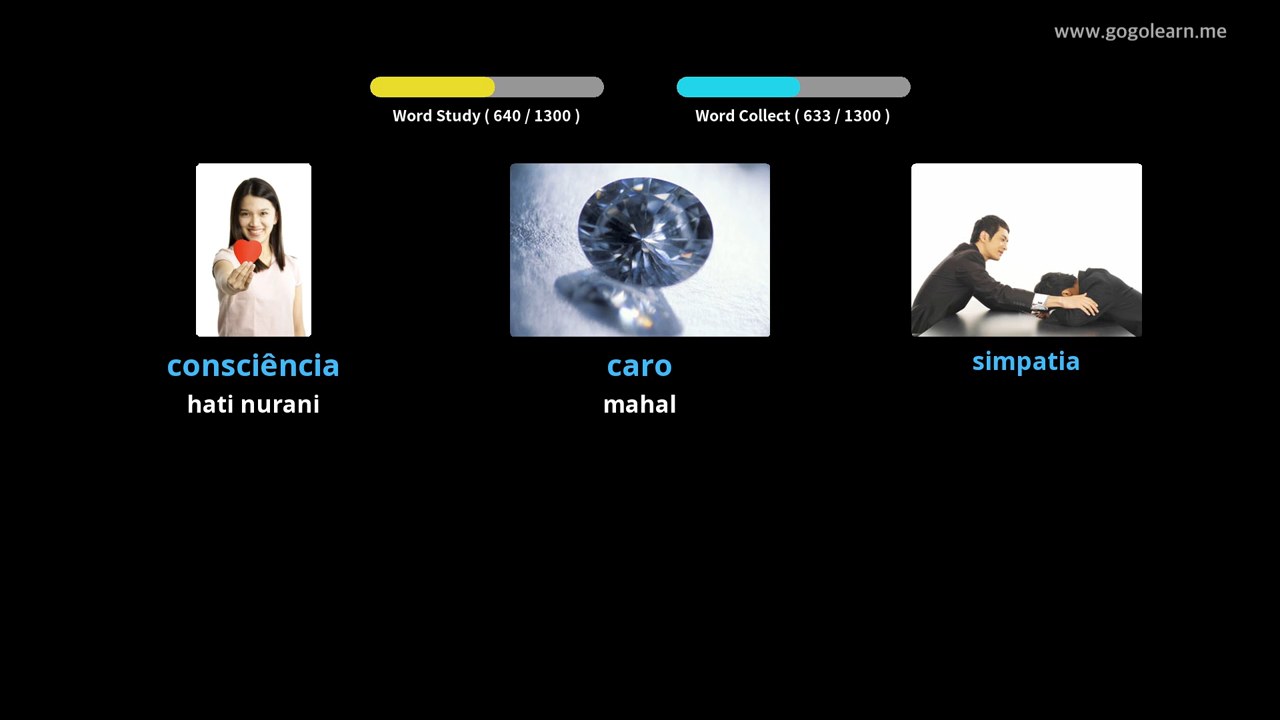 www.gogolearn.me
Word Study ( 640 / 1300 )
Word Collect ( 633 / 1300 )
consciência
hati nurani
caro
mahal
simpatia